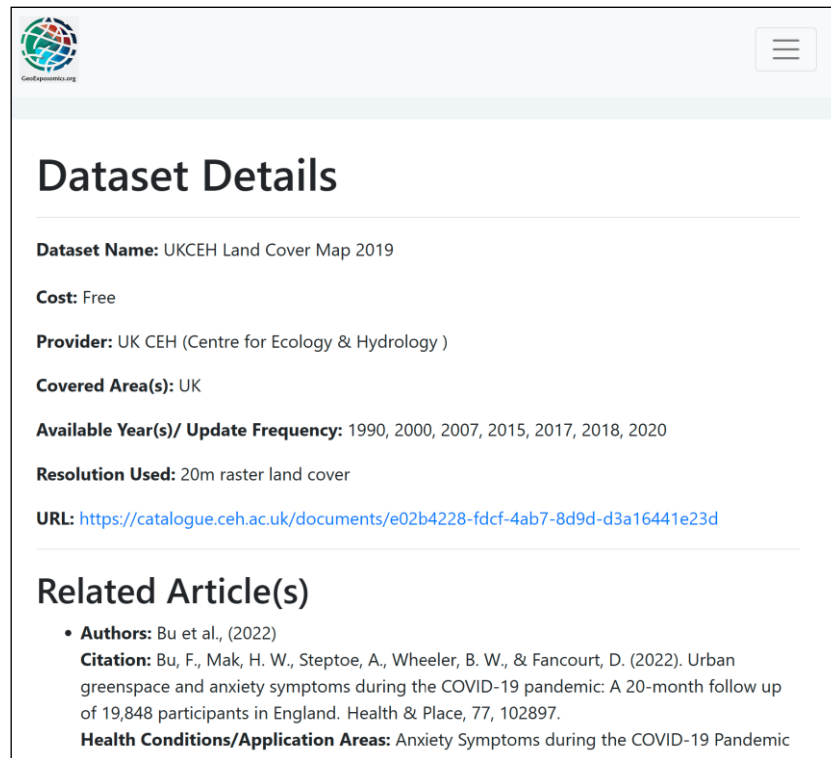 GeoExposomics.org
Dataset Details
Dataset Name: UKCEH Land Cover Map 2019
Cost: Free
Provider: UK CEH (Centre for Ecology & Hydrology )
Covered Area(s): UK
Available Year(s)/ Update Frequency: 1990, 2000, 2007, 2015, 2017, 2018, 2020
Resolution Used: 20m raster land cover
URL: https://catalogue.ceh.ac.uk/documents/e02b4228-fdcf-4ab7-8d9d-d3a16441e23d
Related Article(s)
• Authors: Bu et al., (2022)
Citation: Bu, F., Mak, H. W., Steptoe, A., Wheeler, B. W., & Fancourt, D. (2022). Urban
greenspace and anxiety symptoms during the COVID-19 pandemic: A 20-month follow up
of 19,848 participants in England. Health & Place, 77, 102897.
Health Conditions/Application Areas: Anxiety Symptoms during the COVID-19 Pandemic